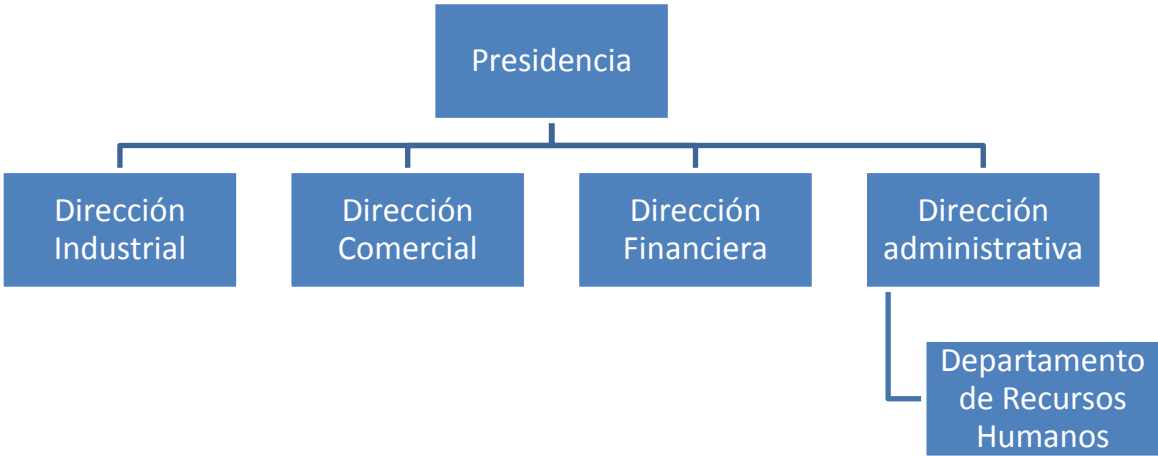 Presidencia
Dirección
Industrial
Dirección
Comercial
Dirección
Financiera
Dirección
administrativa
Departamento
de Recursos
Humanos